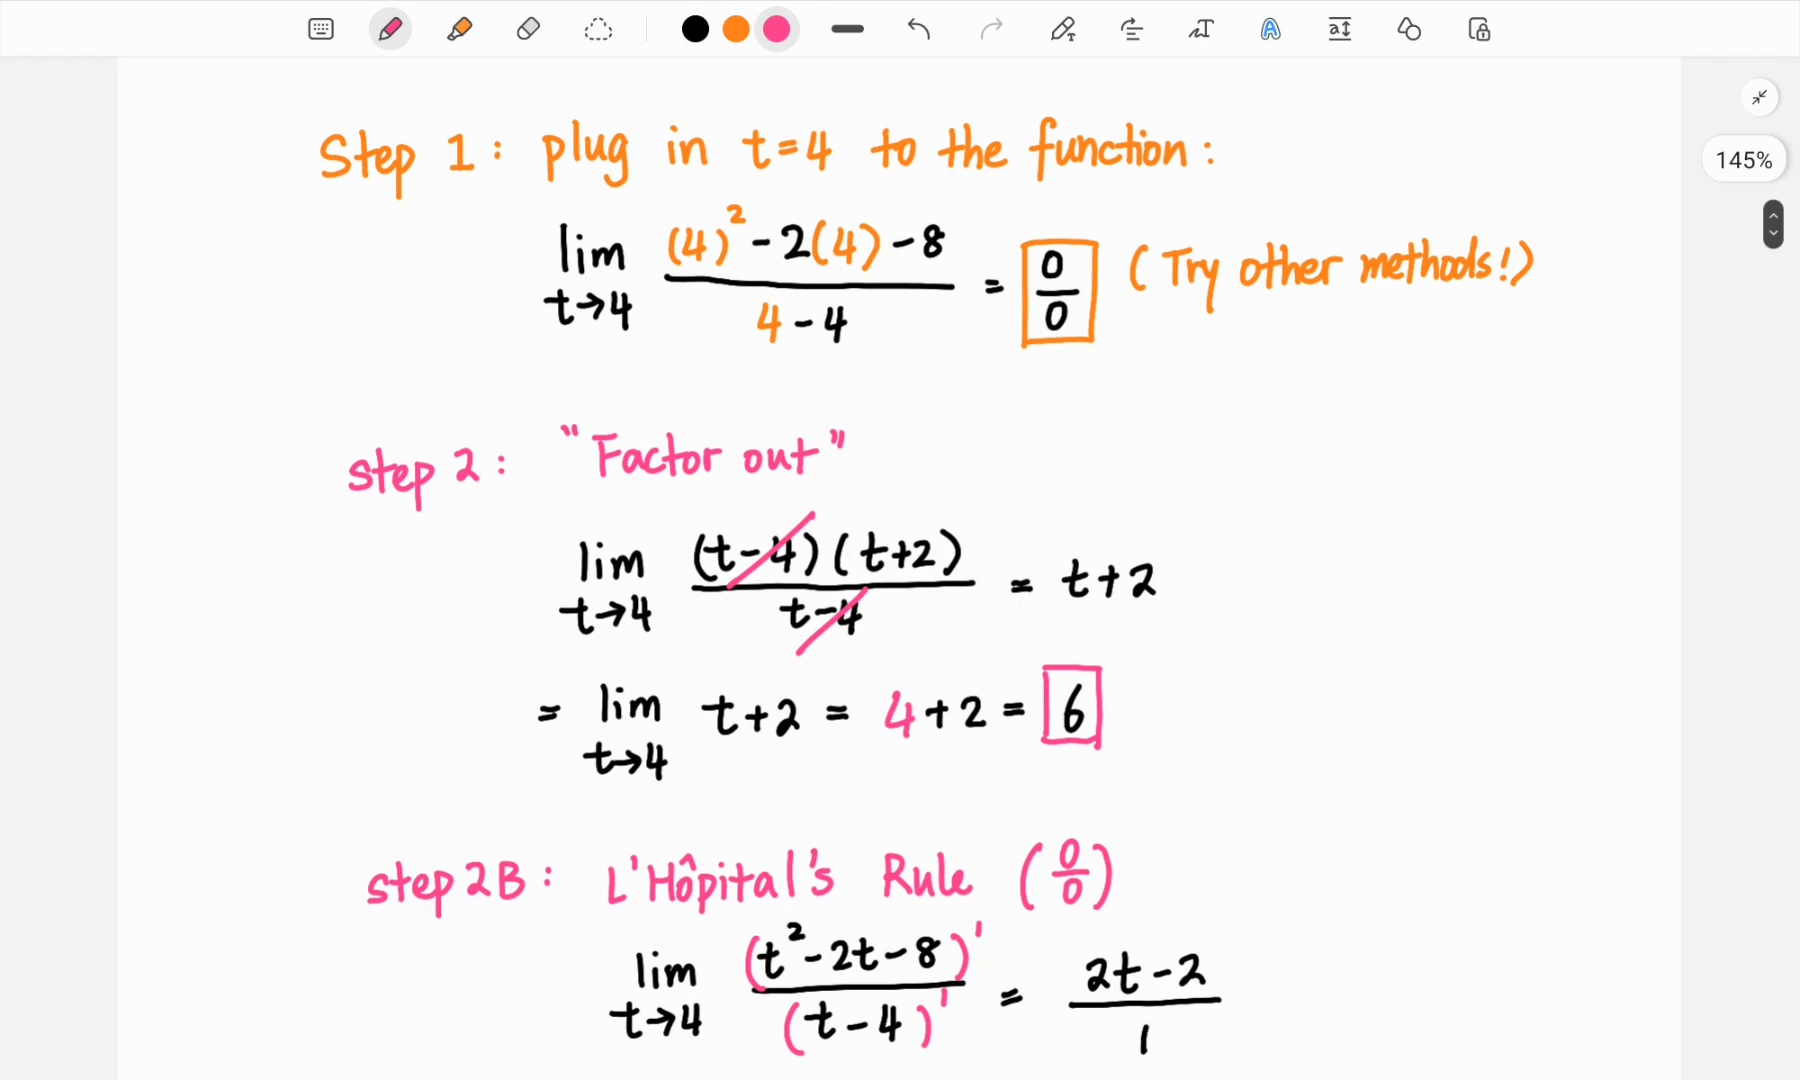 145%
Step 1: plug in t=4 to the function:
lim t→4 ((4)² - 2(4) - 8)/(4 - 4) = 0/0 (Try other methods!)
step 2: "Factor out"
lim t→4 ((t-4)(t+2))/(t-4) = t+2
= lim t→4 t+2 = 4+2 = 6
step 2B: L'Hôpital's Rule (0/0)
lim t→4 (t²-2t-8)'/(t-4)' = (2t-2)/1